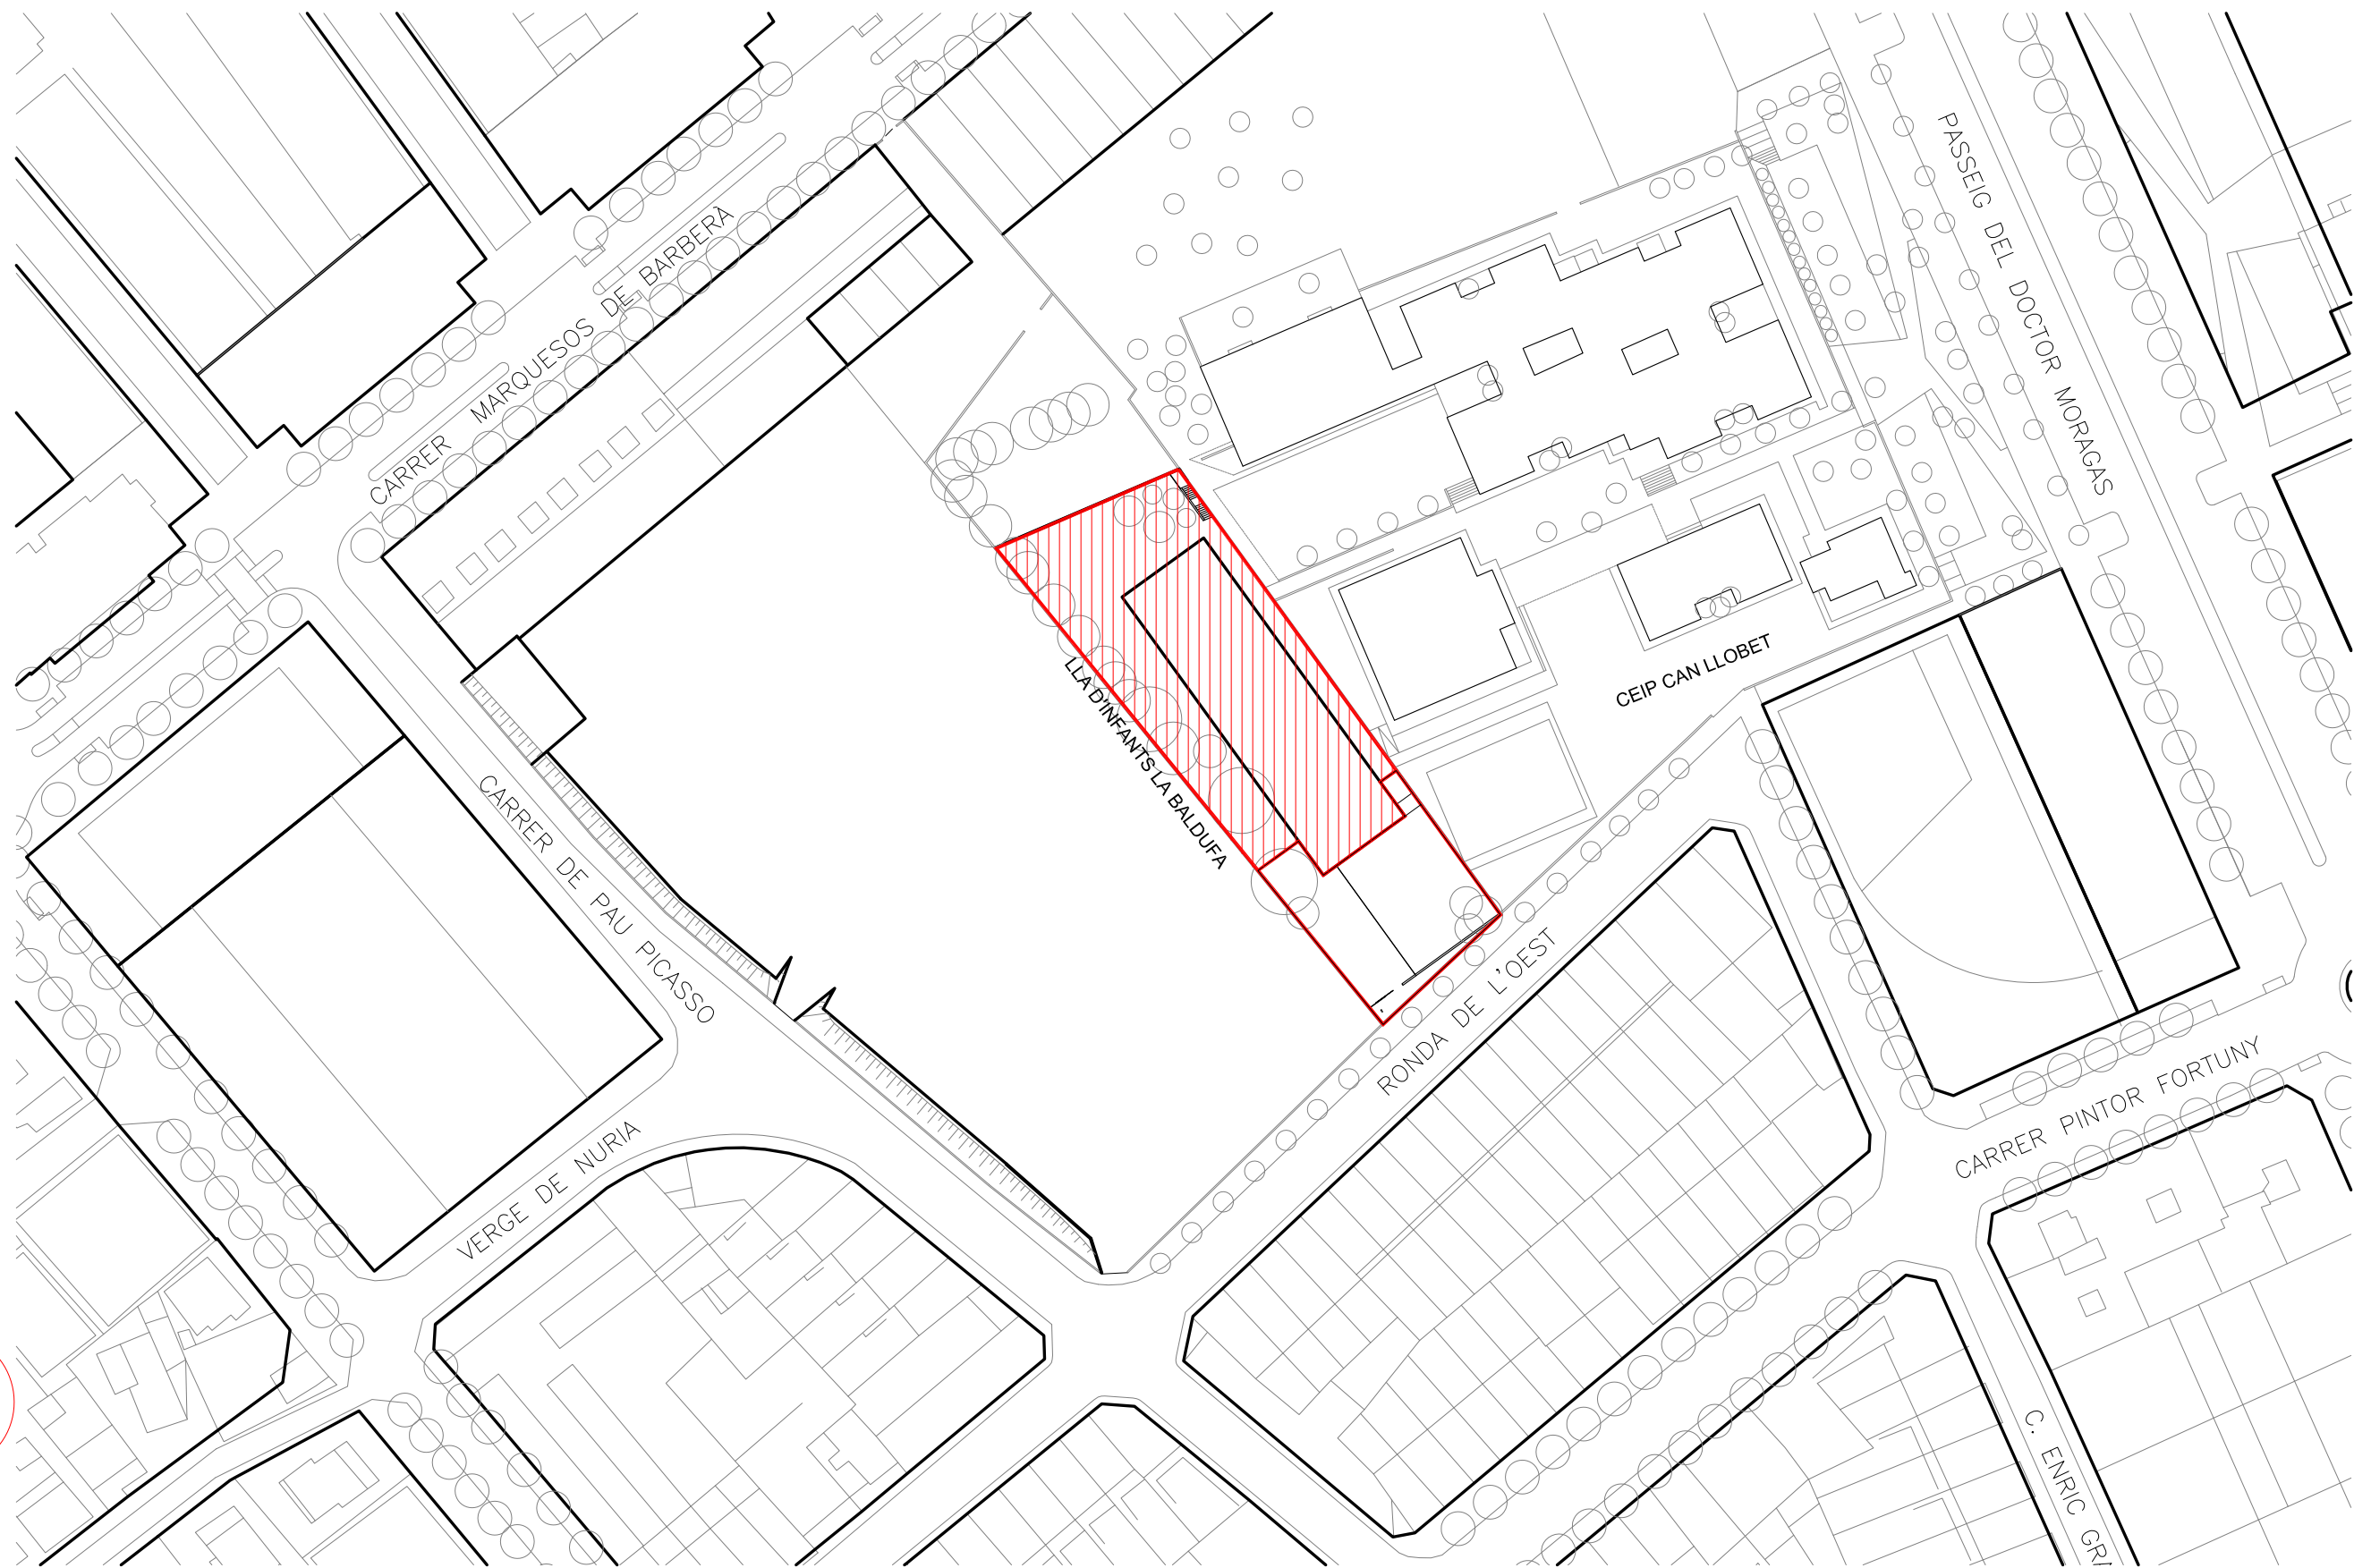 PASSEIG DEL DOCTOR MORAGAS
CARRER MARQUESOS DE BARBERÀ
CEIP CAN LLOBET
LLA D'INFANTS LA BALDUFA
CARRER DE PAU PICASSO
RONDA DE L'OEST
CARRER PINTOR FORTUNY
VERGE DE NURIA
C. ENRIC GRA